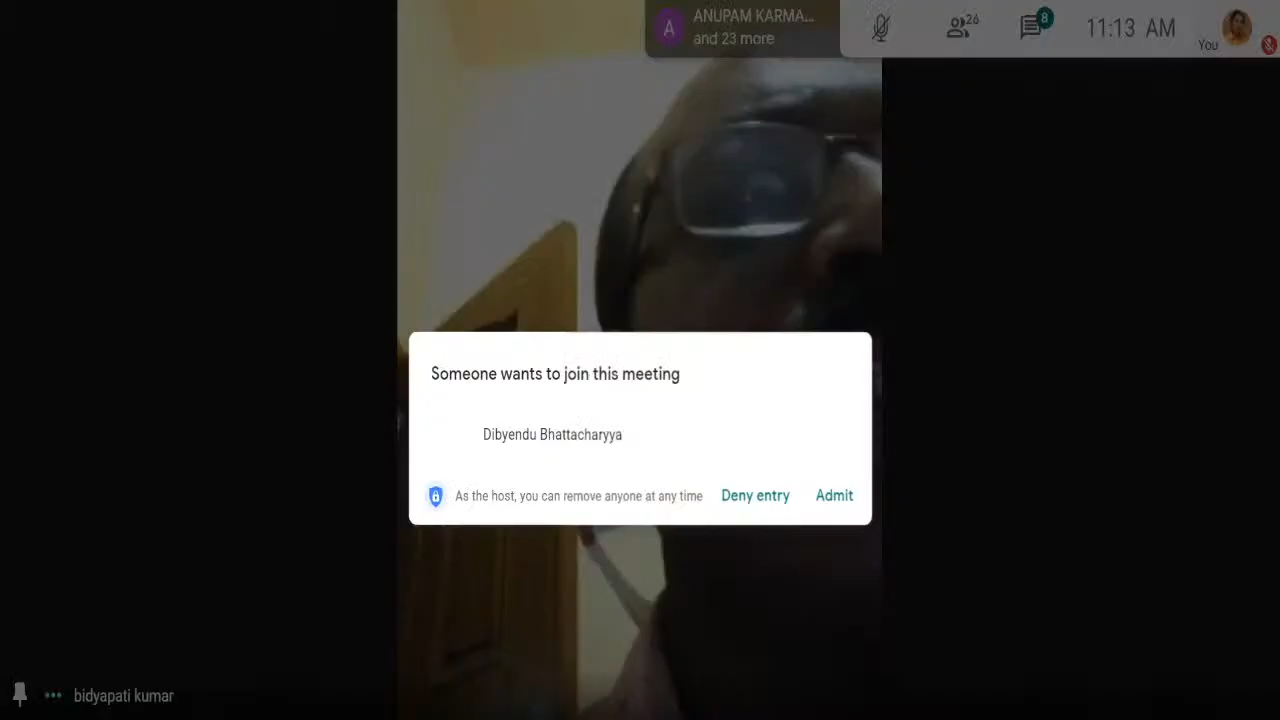 A
ANUPAM KARMA...
and 23 more
26
8
11:13 AM
You
Someone wants to join this meeting
Dibyendu Bhattacharyya
As the host, you can remove anyone at any time
Deny entry
Admit
bidyapati kumar